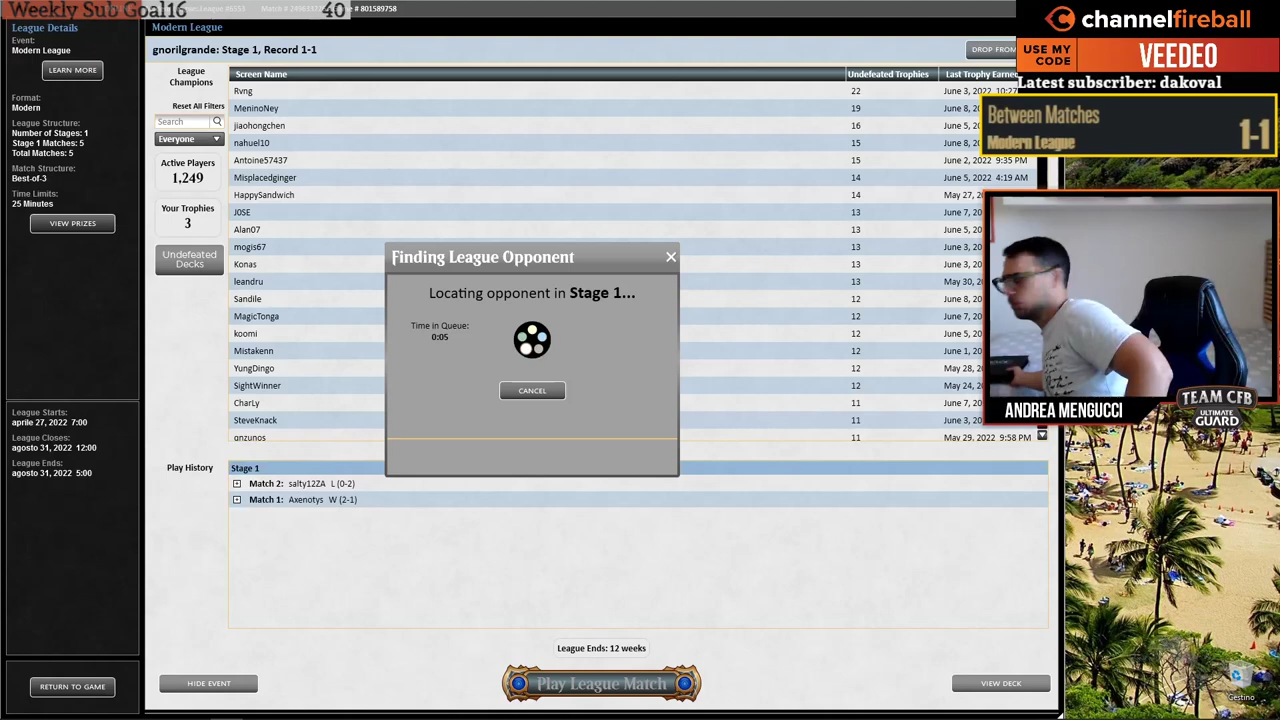 Weekly Sub Goal16 40
League #6553 Match # 801589758
League Details
Event:
Modern League
LEARN MORE
Format:
Modern
League Structure:
Number of Stages: 1
Stage 1 Matches: 5
Total Matches: 5
Match Structure:
Best-of-3
Time Limits:
25 Minutes
VIEW PRIZES
League Starts:
aprile 27, 2022 7:00
League Closes:
agosto 31, 2022 12:00
League Ends:
agosto 31, 2022 5:00
RETURN TO GAME
Modern League
gnorilgrande: Stage 1, Record 1-1
DROP FROM
League
Champions
Reset All Filters
Search
Everyone
Active Players
1,249
Your Trophies
3
Undefeated
Decks
Screen Name Undefeated Trophies Last Trophy Earned
Rvng 22 June 3, 2022 10:27
MeninoNey 19 June 8, 20
jiaohongchen 16 June 5, 20
nahuel10 15 June 8, 20
Antoine57437 15 June 2, 2022 9:35 PM
Misplacedginger 14 June 5, 2022 4:19 AM
HappySandwich 14 May 27, 20
J0SE 13 June 7, 20
Alan07 13 June 5, 20
mogis67 13 June 6, 20
Konas 13 June 3, 20
leandru 13 May 30, 20
Sandile 12 June 8, 20
MagicTonga 12 June 7, 20
koomi 12 June 5, 20
Mistakenn 12 June 1, 20
YungDingo 12 May 28, 20
SightWinner 12 May 24, 20
CharLy 11 June 7, 20
SteveKnack 11 June 3, 20
gnzunos 11 May 29, 2022 9:58 PM
Finding League Opponent
Locating opponent in Stage 1...
Time in Queue:
0:05
CANCEL
Play History
Stage 1
Match 2: salty12ZA L (0-2)
Match 1: Axenotys W (2-1)
League Ends: 12 weeks
HIDE EVENT
Play League Match
VIEW DECK
channelfireball
USE MY
CODE
VEEDEO
Latest subscriber: dakoval
Between Matches
Modern League
1-1
ANDREA MENGUCCI
TEAM CFB
ULTIMATE
GUARD
Cestino